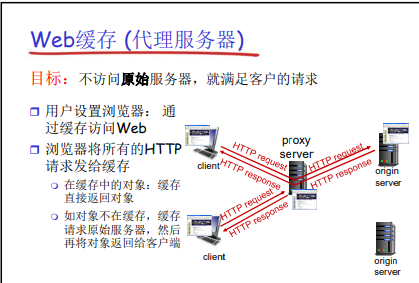 Web缓存 (代理服务器)
目标：不访问原始服务器，就满足客户的请求
用户设置浏览器： 通
过缓存访问Web
浏览器将所有的HTTP
请求发给缓存
在缓存中的对象：缓存
直接返回对象
如对象不在缓存，缓存
请求原始服务器，然后
再将对象返回给客户端
proxy
server
HTTP request
HTTP response
HTTP request
HTTP response
HTTP request
HTTP response
client
client
origin
server
origin
server